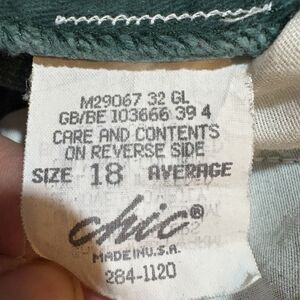 M29067 32 GL
GB/BE 103666 39 4
CARE AND CONTENTS
ON REVERSE SIDE
SIZE 18 AVERAGE
chic®
MADE IN U.S.A.
284-1120